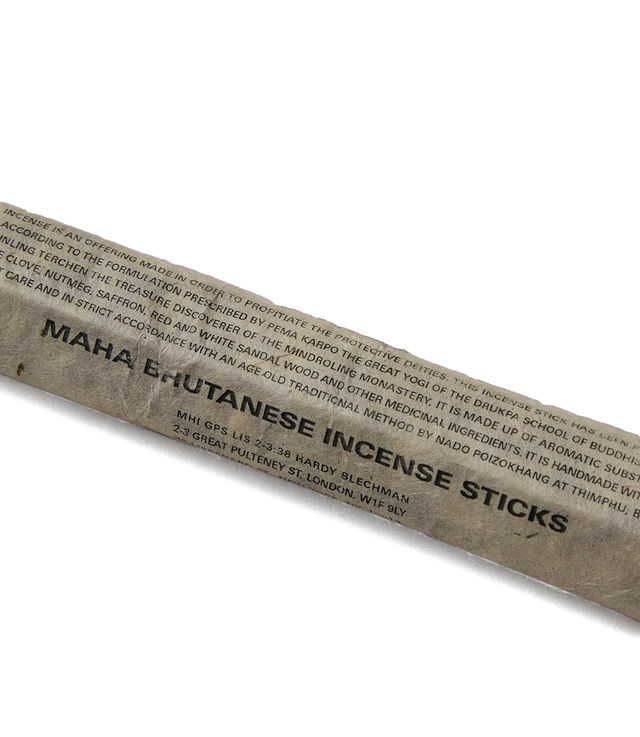 INCENSE IS AN OFFERING MADE IN ORDER TO PROPITIATE THE PROTECTIVE DEITIES. THIS INCENSE STICK HAS BEEN
ACCORDING TO THE FORMULATION PRESCRIBED BY PEMA KARPO THE GREAT YOGI OF THE DRUKPA SCHOOL OF BUDDHA
NLING TERCHEN THE TREASURE DISCOVERER OF THE MINDROLING MONASTERY. IT IS MADE UP OF AROMATIC SUBST
E CLOVE, NUTMEG, SAFFRON, RED AND WHITE SANDAL WOOD AND OTHER MEDICINAL INGREDIENTS. IT IS HANDMADE WIT
T CARE AND IN STRICT ACCORDANCE WITH AN AGE-OLD TRADITIONAL METHOD BY NADO POIZOKHANG AT THIMPHU, B
MAHA BHUTANESE INCENSE STICKS
MHI GPS LIS 2-3:38 HARDY BLECHMAN
2-3 GREAT PULTENEY ST, LONDON, W1F 9LY